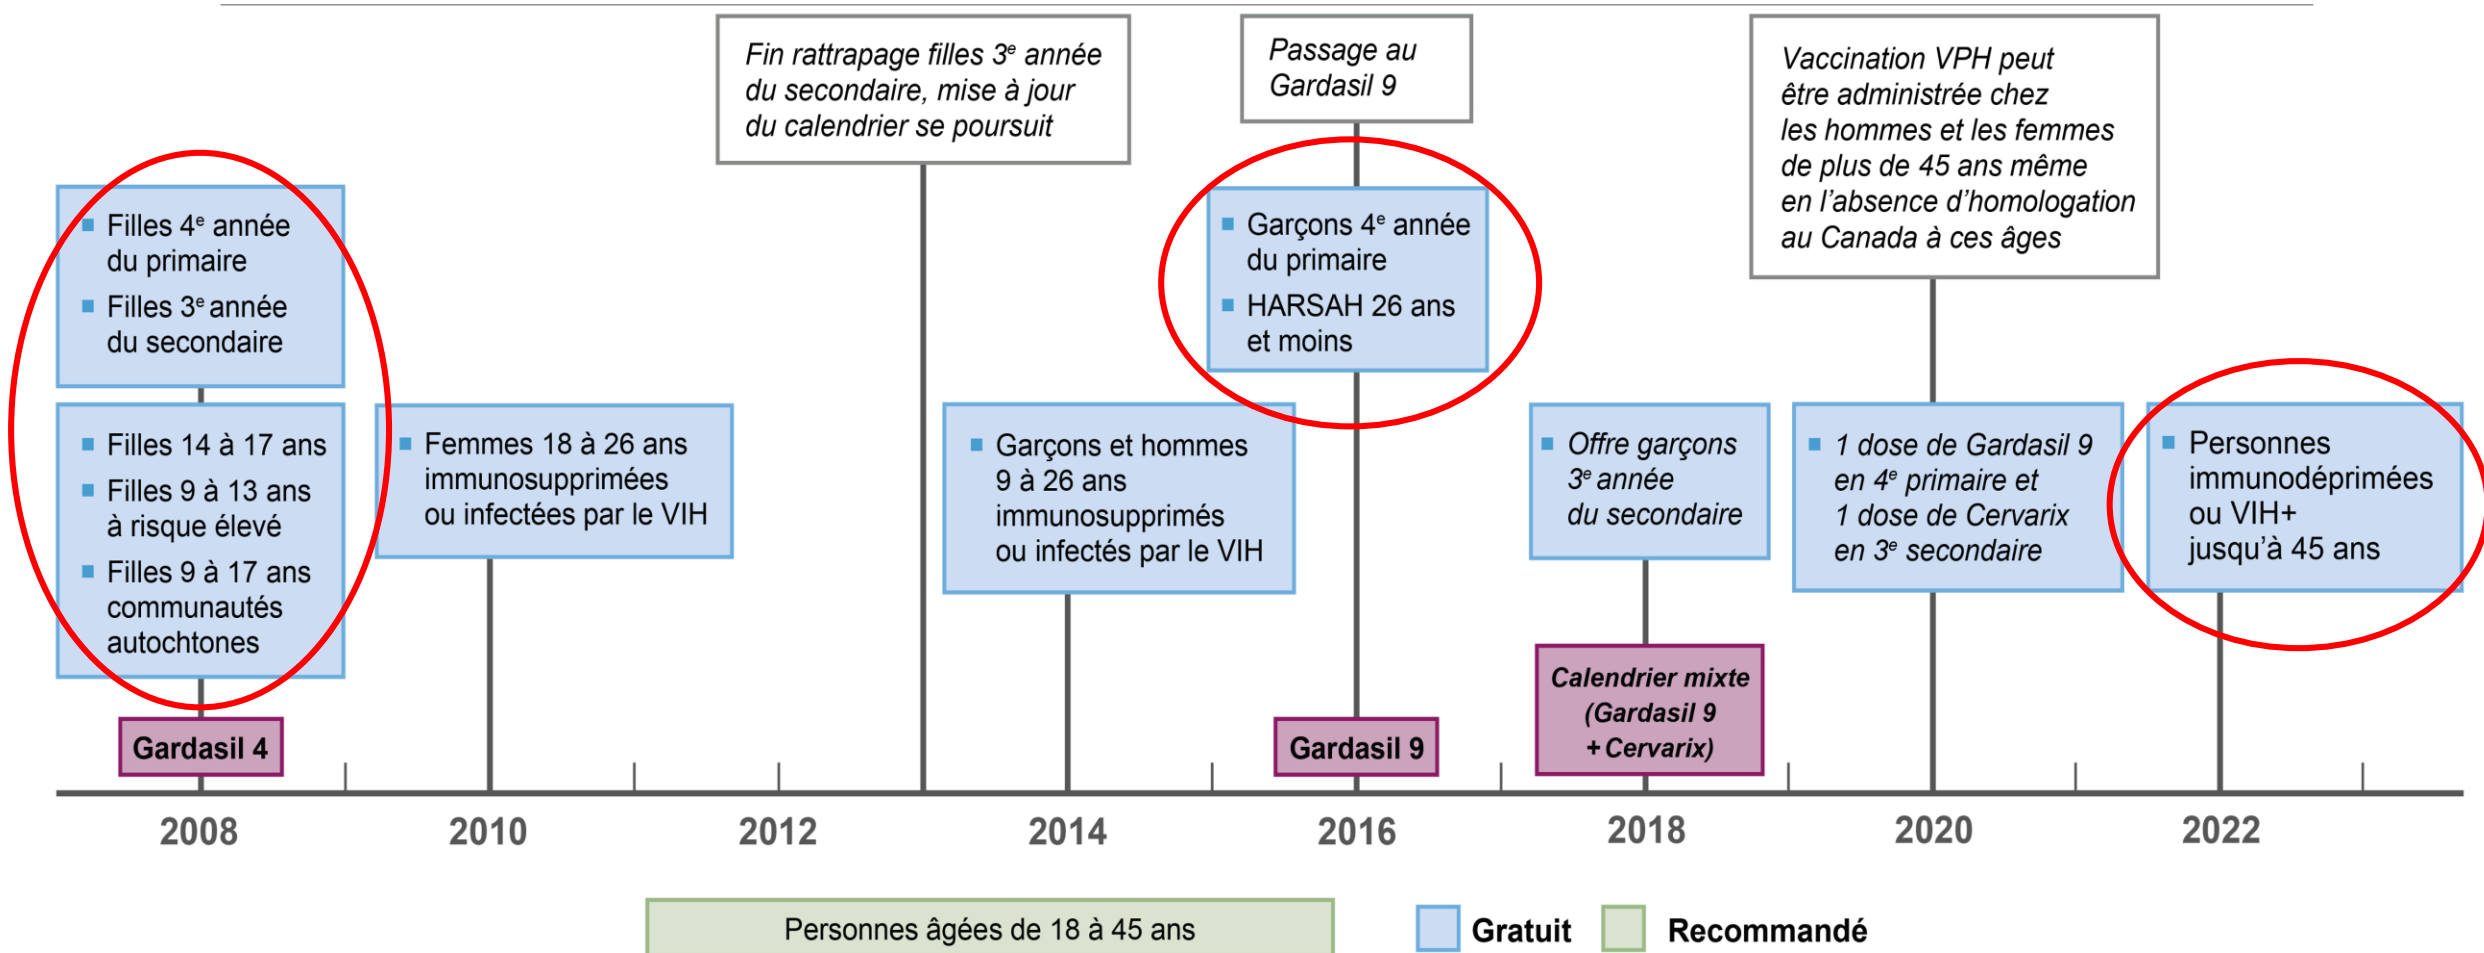 Fin rattrapage filles 3e année
du secondaire, mise à jour
du calendrier se poursuit
Passage au
Gardasil 9
Vaccination VPH peut
être administrée chez
les hommes et les femmes
de plus de 45 ans même
en l'absence d'homologation
au Canada à ces âges
Filles 4e année
du primaire
Filles 3e année
du secondaire
Garçons 4e année
du primaire
HARSAH 26 ans
et moins
Filles 14 à 17 ans
Filles 9 à 13 ans
à risque élevé
Filles 9 à 17 ans
communautés
autochtones
Femmes 18 à 26 ans
immunosupprimées
ou infectées par le VIH
Garçons et hommes
9 à 26 ans
immunosupprimés
ou infectés par le VIH
Offre garçons
3e année
du secondaire
1 dose de Gardasil 9
en 4e primaire et
1 dose de Cervarix
en 3e secondaire
Personnes
immunodéprimées
ou VIH+
jusqu'à 45 ans
Gardasil 4
Gardasil 9
Calendrier mixte
(Gardasil 9
+ Cervarix)
2008 2010 2012 2014 2016 2018 2020 2022
Personnes âgées de 18 à 45 ans
Gratuit Recommandé